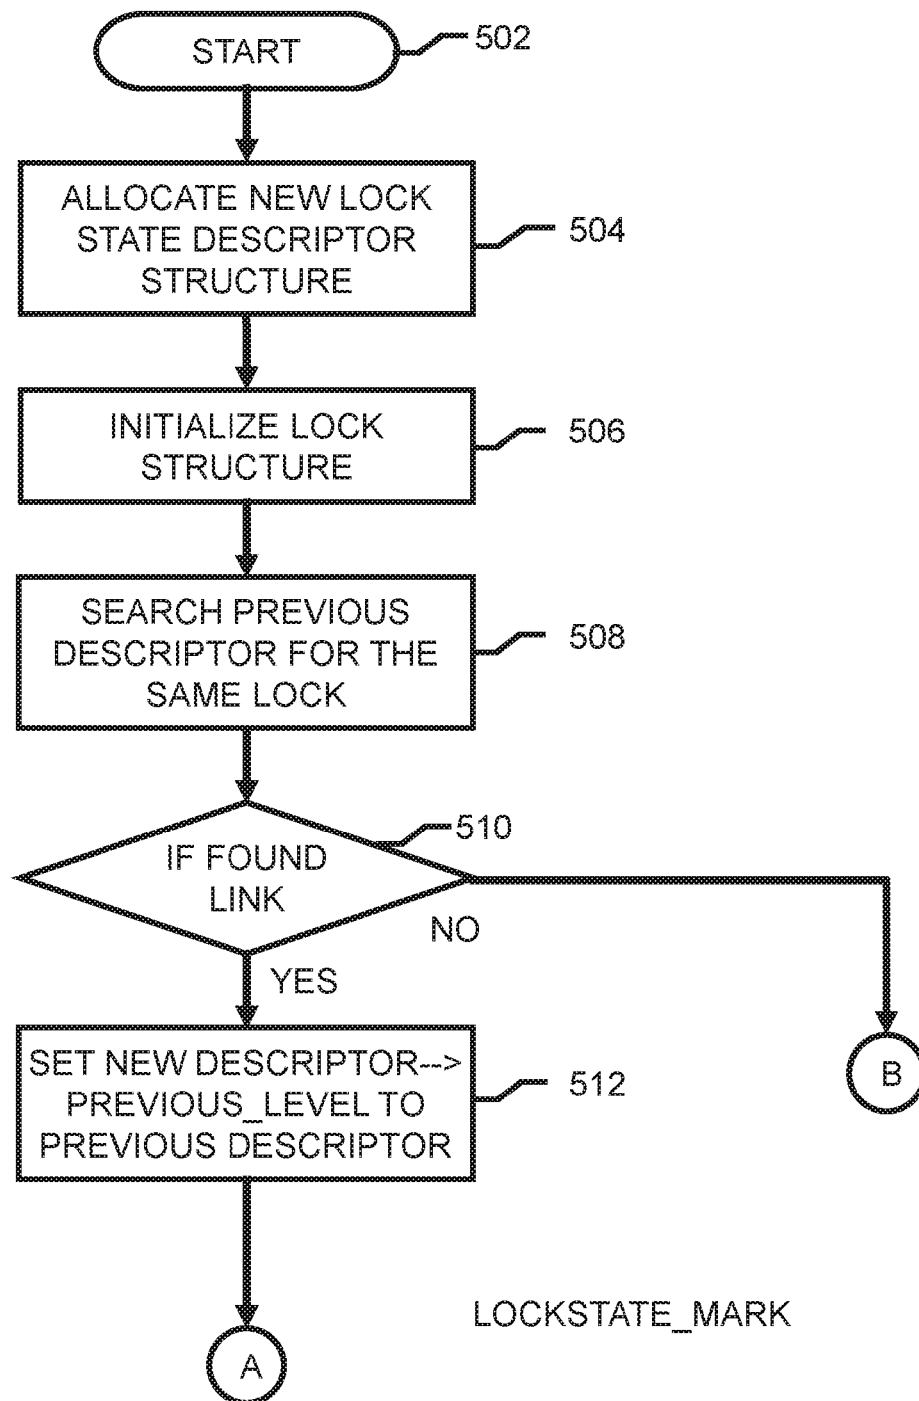 START
502
ALLOCATE NEW LOCK
STATE DESCRIPTOR
STRUCTURE
504
INITIALIZE LOCK
STRUCTURE
506
SEARCH PREVIOUS
DESCRIPTOR FOR THE
SAME LOCK
508
510
IF FOUND
LINK
NO
YES
SET NEW DESCRIPTOR-->
PREVIOUS_LEVEL TO
PREVIOUS DESCRIPTOR
512
B
LOCKSTATE_MARK
A